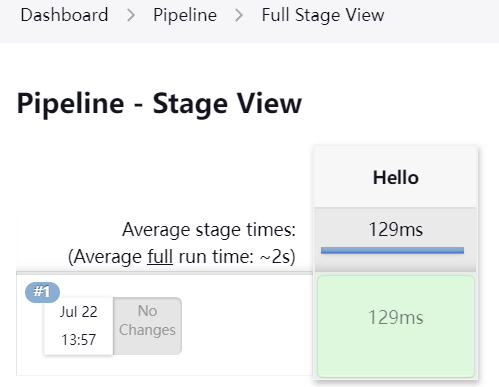 Dashboard > Pipeline > Full Stage View
Pipeline - Stage View
Hello
Average stage times:
129ms
(Average full run time: ~2s)
#1
Jul 22
13:57
No
Changes
129ms